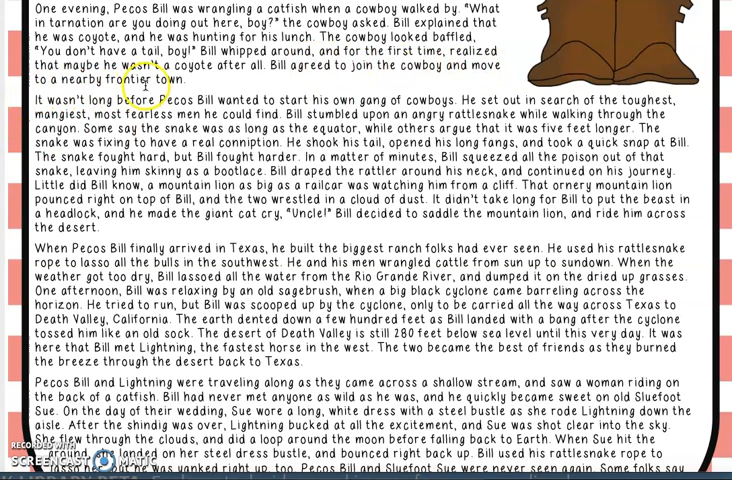 One evening, Pecos Bill was wrangling a catfish when a cowboy walked by. "What
in tarnation are you doing out here, boy?" the cowboy asked. Bill explained that
he was coyote, and he was hunting for his lunch. The cowboy looked baffled,
"You don't have a tail, boy!" Bill whipped around, and for the first time, realized
that maybe he wasn't a coyote after all. Bill agreed to join the cowboy and move
to a nearby frontier town.
It wasn't long before Pecos Bill wanted to start his own gang of cowboys. He set out in search of the toughest,
mangiest, most fearless men he could find. Bill stumbled upon an angry rattlesnake while walking through the
canyon. Some say the snake was as long as the equator, while others argue that it was five feet longer. The
snake was fixing to have a real conniption. He shook his tail, opened his long fangs, and took a quick snap at Bill.
The snake fought hard, but Bill fought harder. In a matter of minutes, Bill squeezed all the poison out of that
snake, leaving him skinny as a bootlace. Bill draped the rattler around his neck, and continued on his journey.
Little did Bill know, a mountain lion as big as a railcar was watching him from a cliff. That ornery mountain lion
pounced right on top of Bill, and the two wrestled in a cloud of dust. It didn't take long for Bill to put the beast in
a headlock, and he made the giant cat cry, "Uncle!" Bill decided to saddle the mountain lion, and ride him across
the desert.
When Pecos Bill finally arrived in Texas, he built the biggest ranch folks had ever seen. He used his rattlesnake
rope to lasso all the bulls in the southwest. He and his men wrangled cattle from sun up to sundown. When the
weather got too dry, Bill lassoed all the water from the Rio Grande River, and dumped it on the dried up grasses.
One afternoon, Bill was relaxing by an old sagebrush, when a big black cyclone came barreling across the
horizon. He tried to run, but Bill was scooped up by the cyclone, only to be carried all the way across Texas to
Death Valley, California. The earth dented down a few hundred feet as Bill landed with a bang after the cyclone
tossed him like an old sock. The desert of Death Valley is still 280 feet below sea level until this very day. It was
here that Bill met Lightning, the fastest horse in the west. The two became the best of friends as they burned
the breeze through the desert back to Texas.
Pecos Bill and Lightning were traveling along as they came across a shallow stream, and saw a woman riding on
the back of a catfish. Bill had never met anyone as wild as he was, and he quickly became sweet on old Sluefoot
Sue. On the day of their wedding, Sue wore a long, white dress with a steel bustle as she rode Lightning down the
aisle. After the shindig was over, Lightning bucked at all the excitement, and Sue was shot clear into the sky.
She flew through the clouds, and did a loop around the moon before falling back to Earth. When Sue hit the
ground, she landed on her steel dress bustle, and bounced right back up. Bill used his rattlesnake rope to
lasso her, but he was yanked right up, too. Pecos Bill and Sluefoot Sue were never seen again. Some folks say
RECORDED WITH
SCREENCAST MATIC